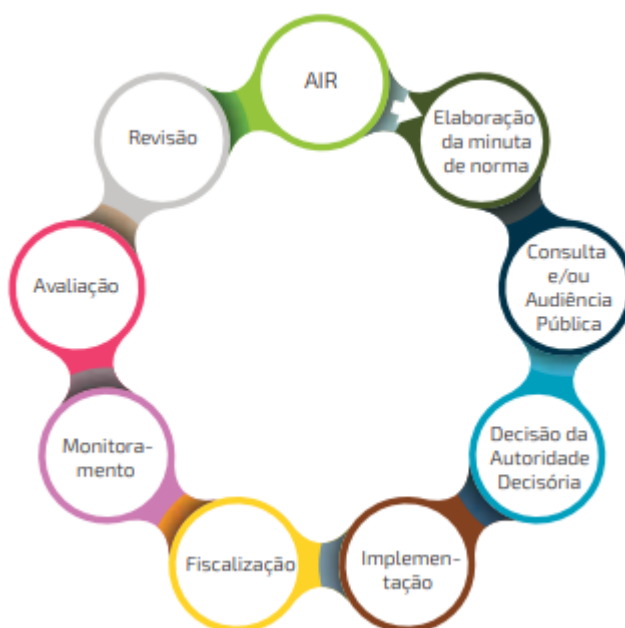 AIR
Elaboração
da minuta
de norma
Consulta
e/ou
Audiência
Pública
Decisão da
Autoridade
Decisória
Implemen-
tação
Fiscalização
Monitora-
mento
Avaliação
Revisão